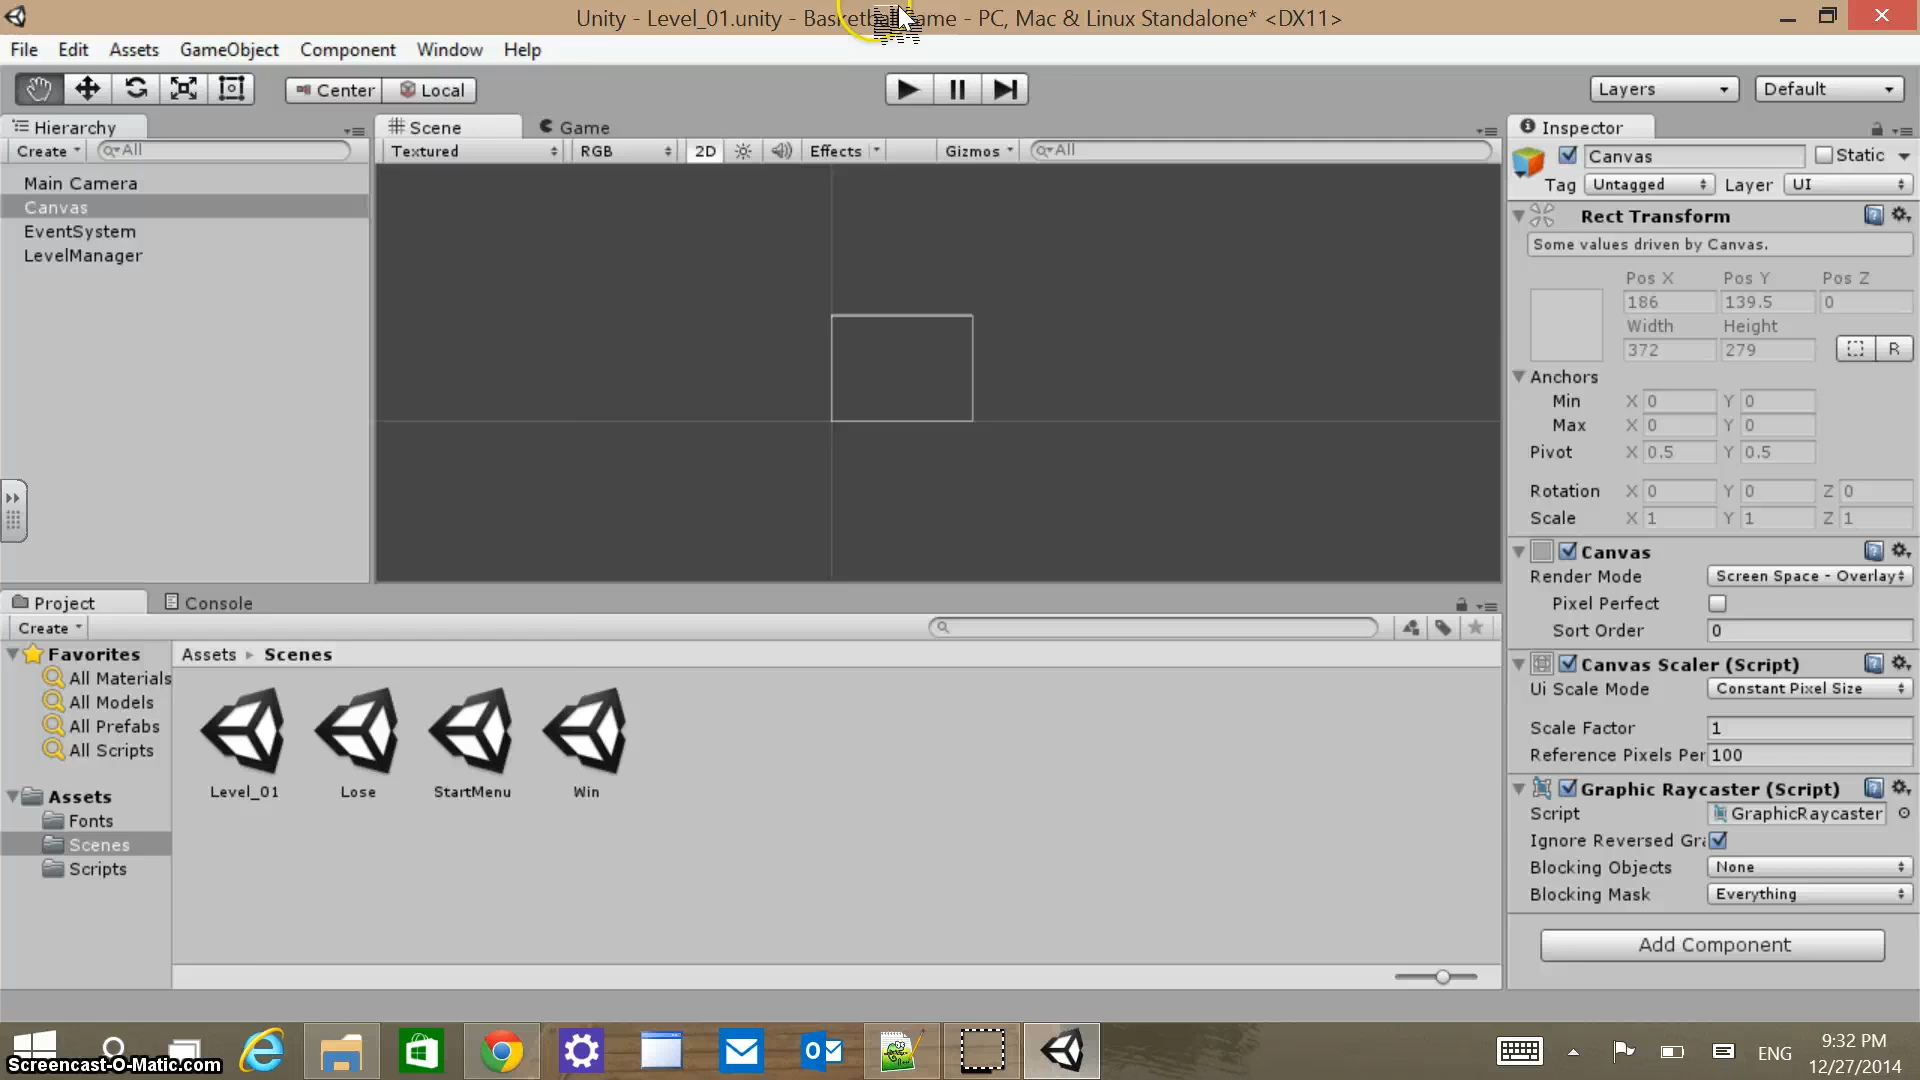 Unity - Level_01.unity - Basketba ame - PC, Mac & Linux Standalone* <DX11>
File Edit Assets GameObject Component Window Help
Center Local Layers Default
Hierarchy Scene Game Inspector
Create All Textured RGB 2D Effects Gizmos All Canvas Static
Main Camera Tag Untagged Layer UI
Canvas Rect Transform
EventSystem Some values driven by Canvas.
LevelManager
Pos X Pos Y Pos Z
186 139.5 0
Width Height
372 279 R
Anchors
Min X 0 Y 0
Max X 0 Y 0
Pivot X 0.5 Y 0.5
Rotation X 0 Y 0 Z 0
Scale X 1 Y 1 Z 1
Canvas
Render Mode Screen Space - Overlay
Pixel Perfect
Sort Order 0
Canvas Scaler (Script)
Ui Scale Mode Constant Pixel Size
Scale Factor 1
Reference Pixels Per 100
Graphic Raycaster (Script)
Script GraphicRaycaster
Ignore Reversed Gra
Blocking Objects None
Blocking Mask Everything
Add Component
Project Console
Create
Favorites Assets Scenes
All Materials
All Models
All Prefabs
All Scripts
Level_01 Lose StartMenu Win
Assets
Fonts
Scenes
Scripts
Screencast-O-Matic.com
ENG
9:32 PM
12/27/2014